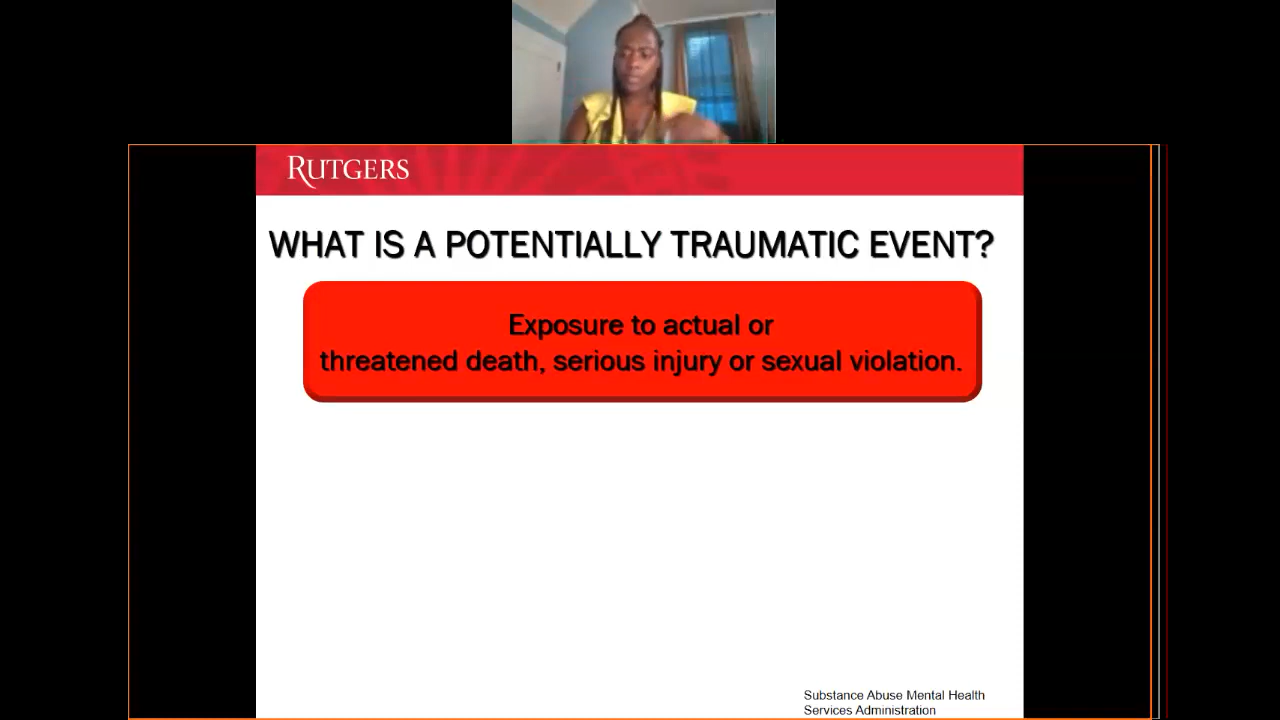 RUTGERS
WHAT IS A POTENTIALLY TRAUMATIC EVENT?
Exposure to actual or
threatened death, serious injury or sexual violation.
Substance Abuse Mental Health
Services Administration